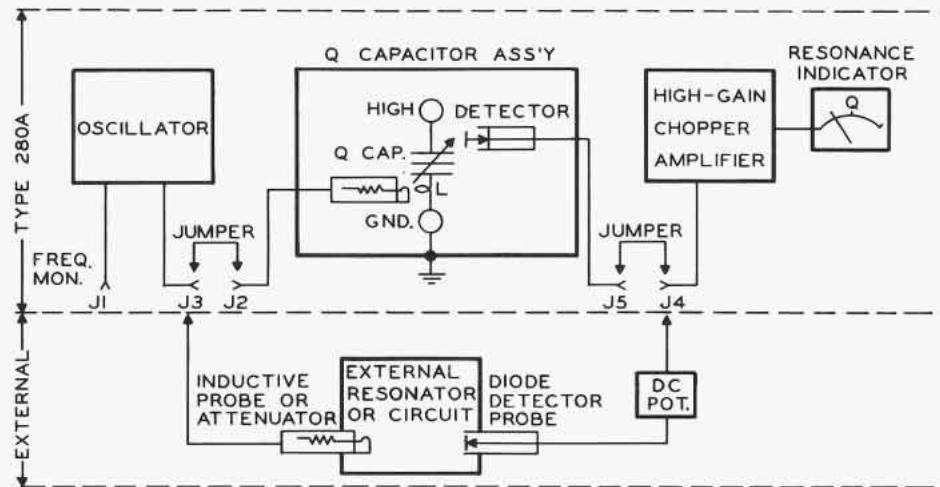 Q CAPACITOR ASS'Y
RESONANCE
INDICATOR
OSCILLATOR
HIGH
DETECTOR
HIGH-GAIN
CHOPPER
AMPLIFIER
Q
Q CAP.
L
GND.
TYPE 280A
FREQ.
MON.
J1
JUMPER
J3
J2
JUMPER
J5
J4
EXTERNAL
INDUCTIVE
PROBE OR
ATTENUATOR
EXTERNAL
RESONATOR
OR CIRCUIT
DIODE
DETECTOR
PROBE
DC
POT.